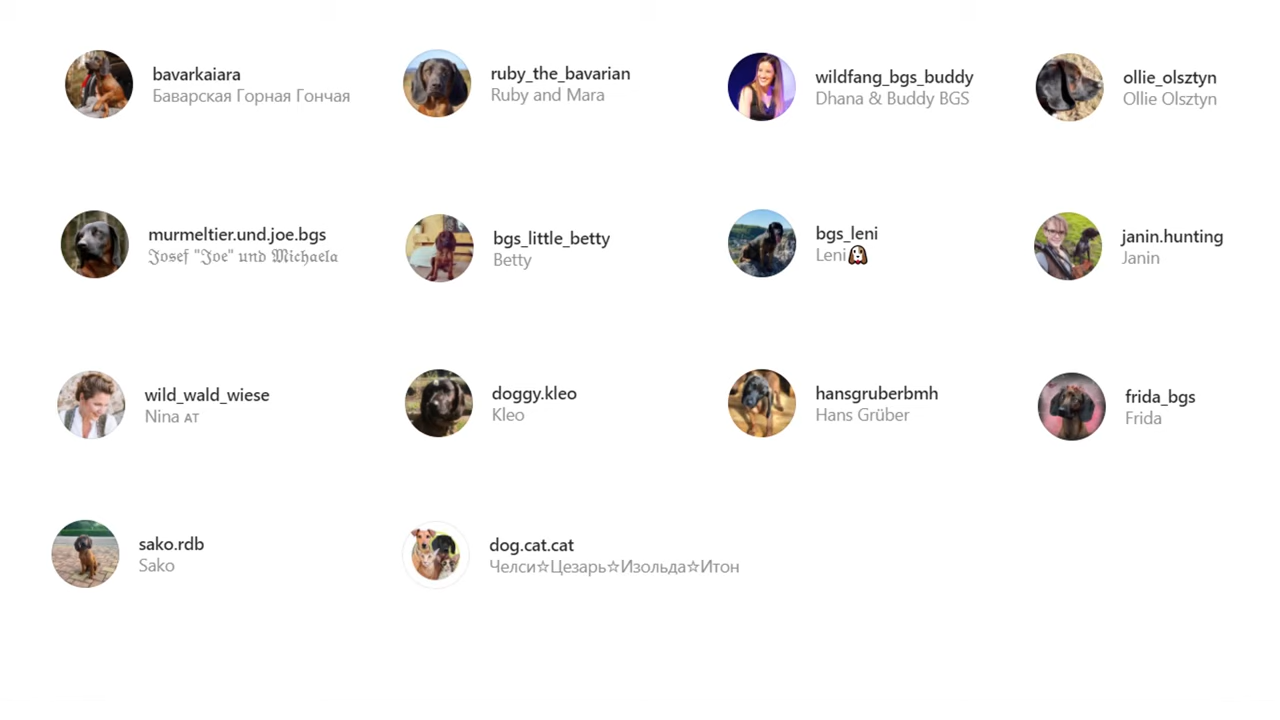 bavarkaiara
Баварская Горная Гончая
ruby_the_bavarian
Ruby and Mara
wildfang_bgs_buddy
Dhana & Buddy BGS
ollie_olsztyn
Ollie Olsztyn
murmeltier.und.joe.bgs
𝔍𝔬𝔰𝔢𝔣 "𝔍𝔬𝔢" 𝔲𝔫𝔡 𝔐𝔦𝔠𝔥𝔞𝔢𝔩𝔞
bgs_little_betty
Betty
bgs_leni
Leni🐶
janin.hunting
Janin
wild_wald_wiese
Nina ᴀᴛ
doggy.kleo
Kleo
hansgruberbmh
Hans Grüber
frida_bgs
Frida
sako.rdb
Sako
dog.cat.cat
Челси☆Цезарь☆Изольда☆Итон